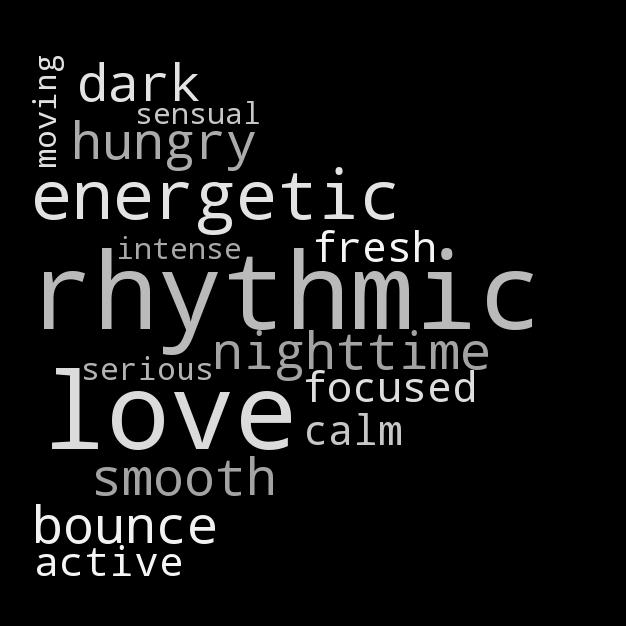 moving
dark
sensual
hungry
energetic
intense
fresh
rhythmic
nighttime
serious
focused
love
calm
smooth
bounce
active